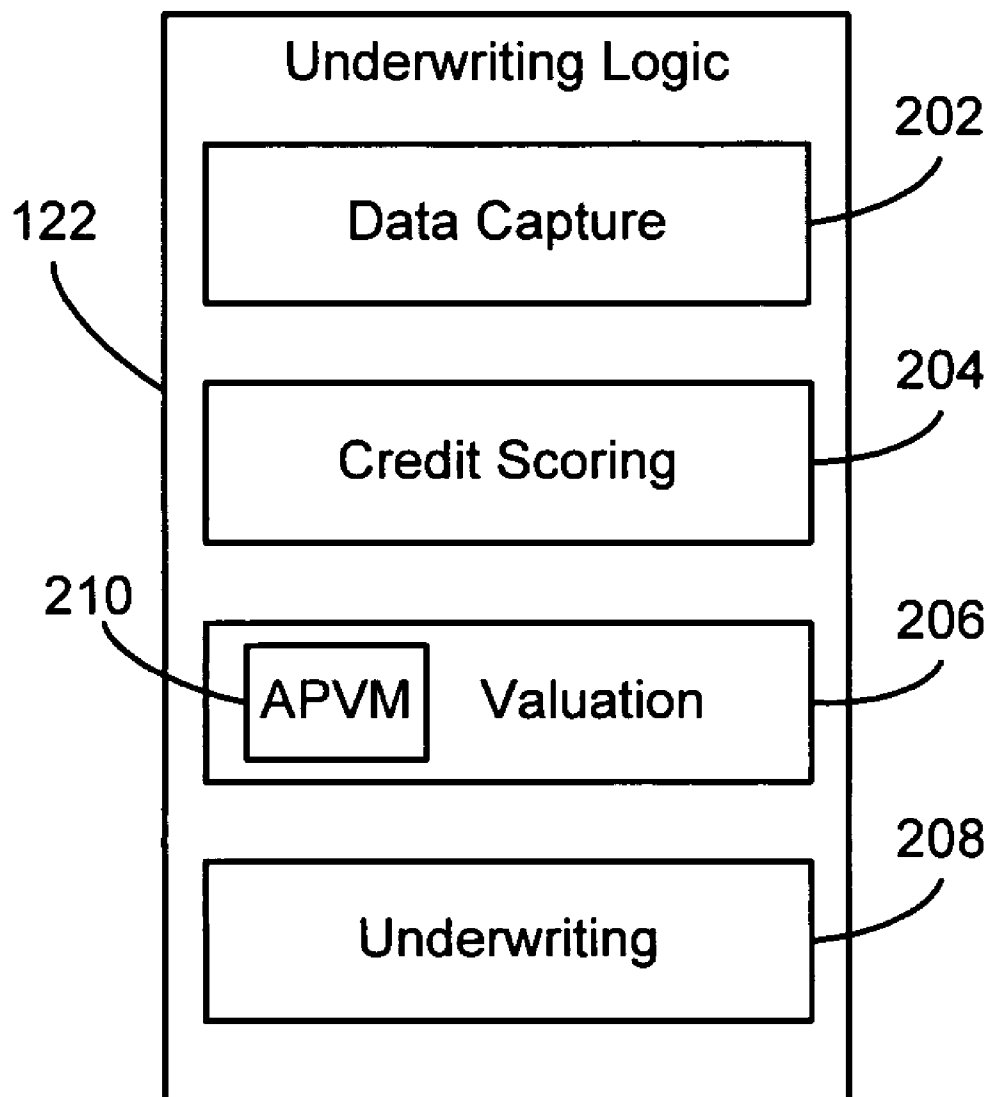 Underwriting Logic
202
Data Capture
122
204
Credit Scoring
210
206
APVM Valuation
208
Underwriting